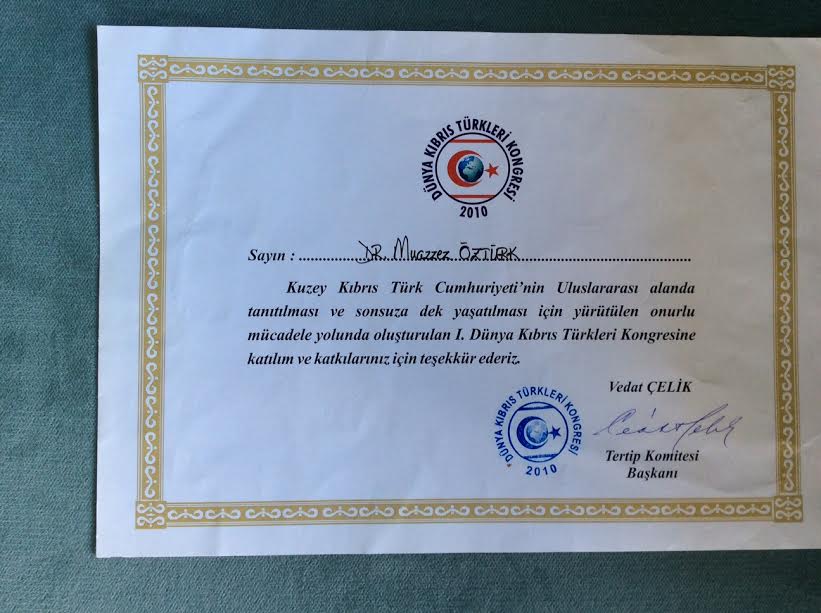 DÜNYA KIBRIS TÜRKLERİ KONGRESİ
2010
Sayın : DR. Muazzez ÖZTÜRK
Kuzey Kıbrıs Türk Cumhuriyeti'nin Uluslararası alanda
tanıtılması ve sonsuza dek yaşatılması için yürütülen onurlu
mücadele yolunda oluşturulan I. Dünya Kıbrıs Türkleri Kongresine
katılım ve katkılarınız için teşekkür ederiz.
Vedat ÇELİK
DÜNYA KIBRIS TÜRKLERİ KONGRESİ
2010
Tertip Komitesi
Başkanı